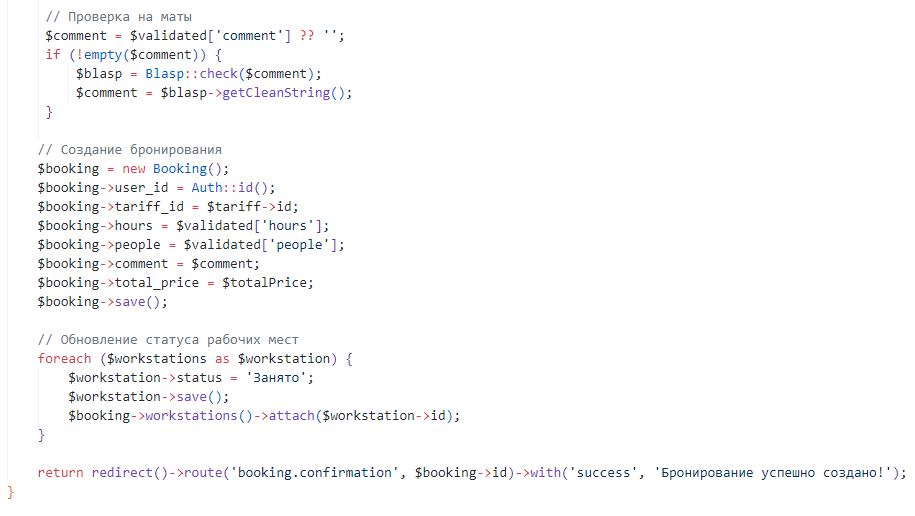 // Проверка на маты
$comment = $validated['comment'] ?? '';
if (!empty($comment)) {
$blasp = Blasp::check($comment);
$comment = $blasp->getCleanString();
}
// Создание бронирования
$booking = new Booking();
$booking->user_id = Auth::id();
$booking->tariff_id = $tariff->id;
$booking->hours = $validated['hours'];
$booking->people = $validated['people'];
$booking->comment = $comment;
$booking->total_price = $totalPrice;
$booking->save();
// Обновление статуса рабочих мест
foreach ($workstations as $workstation) {
$workstation->status = 'Занято';
$workstation->save();
$booking->workstations()->attach($workstation->id);
}
return redirect()->route('booking.confirmation', $booking->id)->with('success', 'Бронирование успешно создано!');
}